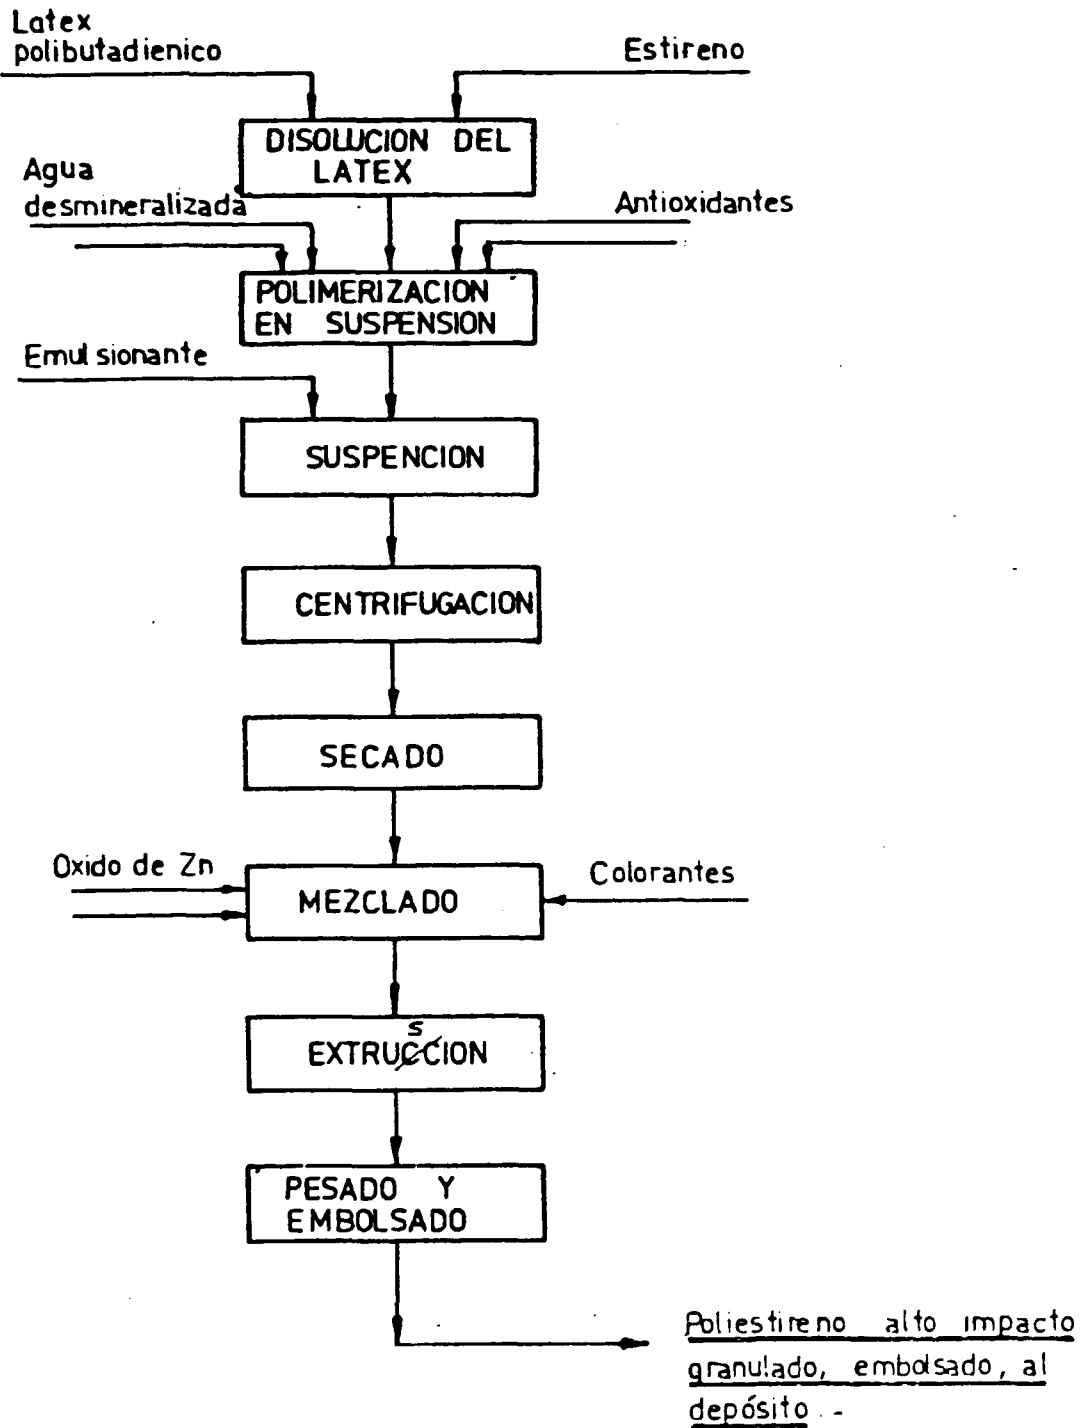 Latex
polibutadienico
Estireno
DISOLUCION DEL
LATEX
Agua
desmineralizada
Antioxidantes
POLIMERIZACION
EN SUSPENSION
Emulsionante
SUSPENCION
CENTRIFUGACION
SECADO
Oxido de Zn
Colorantes
MEZCLADO
s
EXTRUCCION
PESADO Y
EMBOLSADO
Poliestireno alto impacto
granulado, embolsado, al
depósito.-